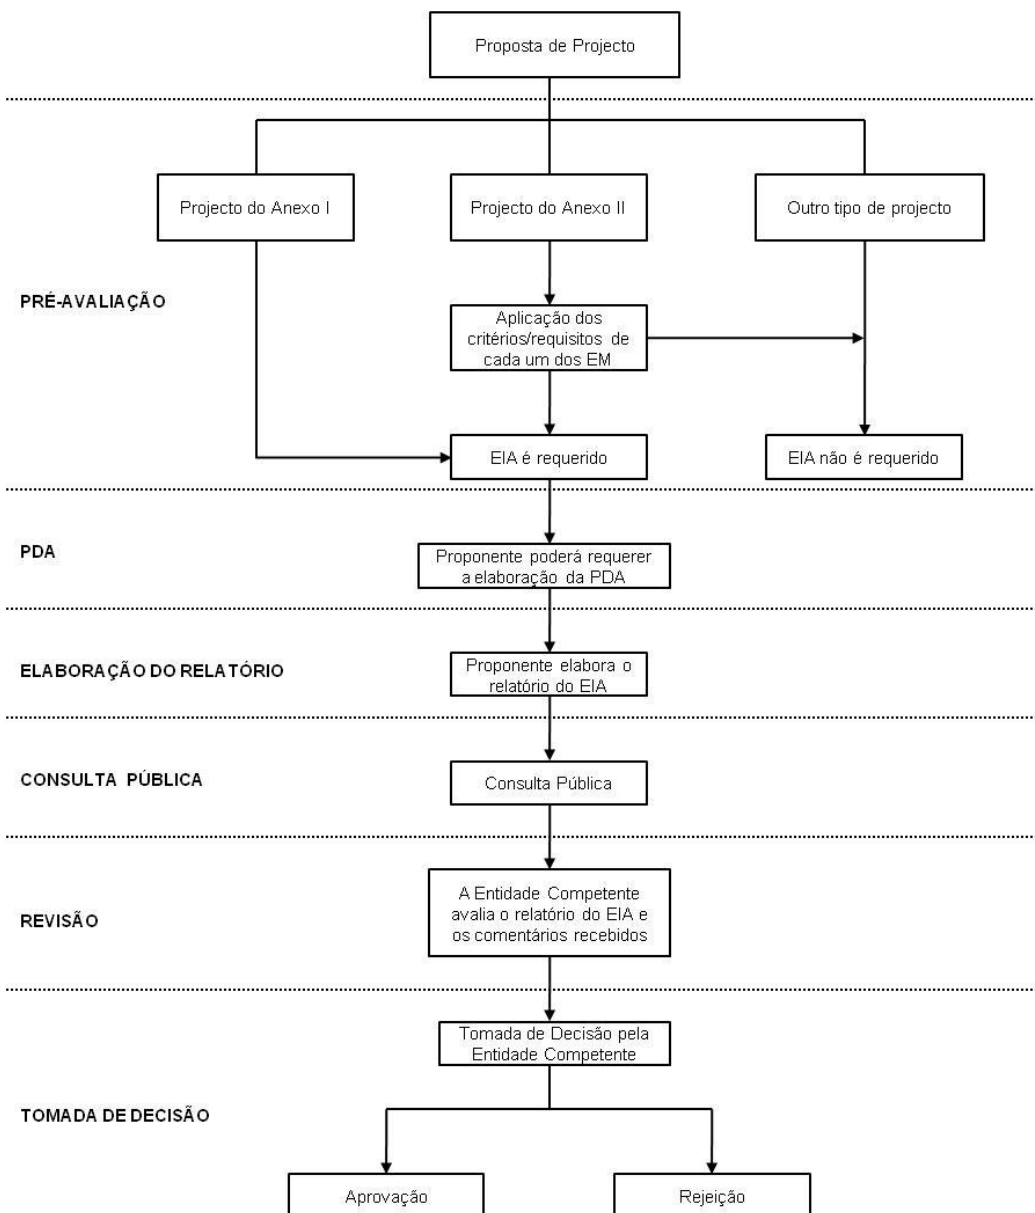 Proposta de Projecto
Projecto do Anexo I
Projecto do Anexo II
Outro tipo de projecto
PRÉ-AVALIAÇÃO
Aplicação dos
critérios/requisitos de
cada um dos EM
EIA é requerido
EIA não é requerido
PDA
Proponente poderá requerer
a elaboração da PDA
ELABORAÇÃO DO RELATÓRIO
Proponente elabora o
relatório do EIA
CONSULTA PÚBLICA
Consulta Pública
REVISÃO
A Entidade Competente
avalia o relatório do EIA e
os comentários recebidos
Tomada de Decisão pela
Entidade Competente
TOMADA DE DECISÃO
Aprovação
Rejeição